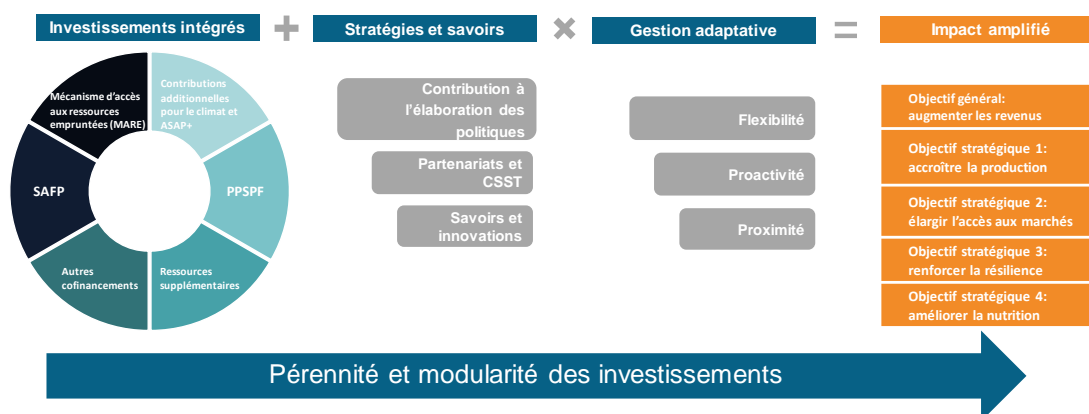 Investissements intégrés + Stratégies et savoirs × Gestion adaptative = Impact amplifié
Mécanisme d'accès
aux ressources
empruntées (MARE)
Contributions
additionnelles
pour le climat et
ASAP+
SAFP
PPSPF
Autres
cofinancements
Ressources
supplémentaires
Contribution à
l'élaboration des
politiques
Partenariats et
CSST
Savoirs et
innovations
Flexibilité
Proactivité
Proximité
Objectif général:
augmenter les revenus
Objectif stratégique 1:
accroître la production
Objectif stratégique 2:
élargir l'accès aux marchés
Objectif stratégique 3:
renforcer la résilience
Objectif stratégique 4:
améliorer la nutrition
Pérennité et modularité des investissements